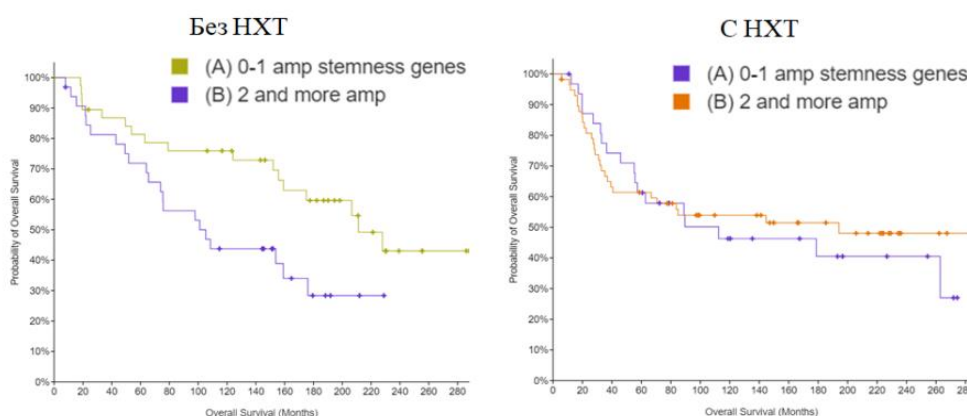 Без НХТ
(A) 0-1 amp stemness genes
(B) 2 and more amp
100%
90%
80%
70%
60%
50%
40%
30%
20%
10%
0%
Probability of Overall Survival
0 20 40 60 80 100 120 140 160 180 200 220 240 260 280
Overall Survival (Months)
С НХТ
(A) 0-1 amp stemness genes
(B) 2 and more amp
100%
90%
80%
70%
60%
50%
40%
30%
20%
10%
0%
Probability of Overall Survival
0 20 40 60 80 100 120 140 160 180 200 220 240 260 28
Overall Survival (Months)